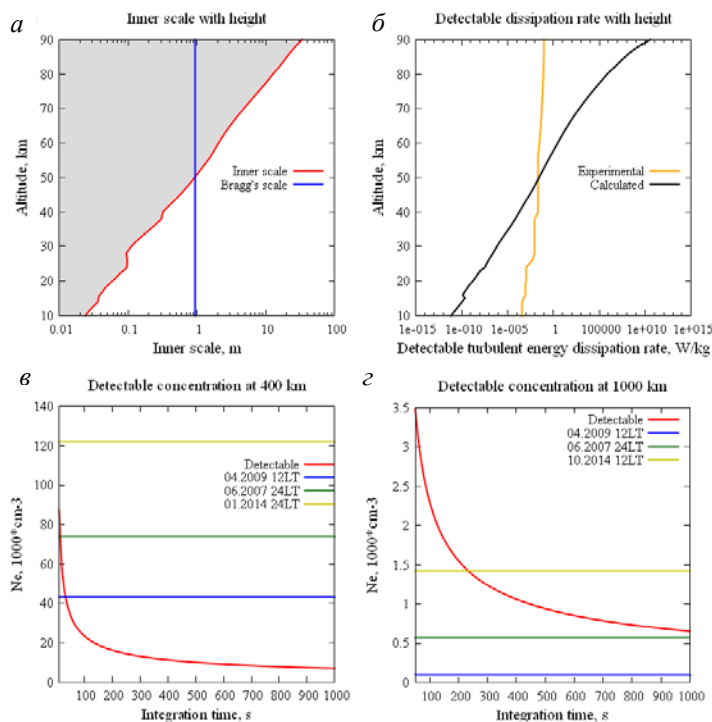 а
Inner scale with height
90
80
70
60
50
40
30
20
10
Altitude, km
Inner scale
Bragg's scale
0.01 0.1 1 10 100
Inner scale, m
б
Detectable dissipation rate with height
90
80
70
60
50
40
30
20
10
Altitude, km
Experimental
Calculated
1e-015 1e-010 1e-005 1 100000 1e+010 1e+015
Detectable turbulent energy dissipation rate, W/kg
в
Detectable concentration at 400 km
140
120
100
80
60
40
20
0
Ne, 1000*cm-3
Detectable
04.2009 12LT
06.2007 24LT
01.2014 24LT
100 200 300 400 500 600 700 800 900 1000
Integration time, s
г
Detectable concentration at 1000 km
3.5
3
2.5
2
1.5
1
0.5
0
Ne, 1000*cm-3
Detectable
04.2009 12LT
06.2007 24LT
10.2014 12LT
100 200 300 400 500 600 700 800 900 1000
Integration time, s